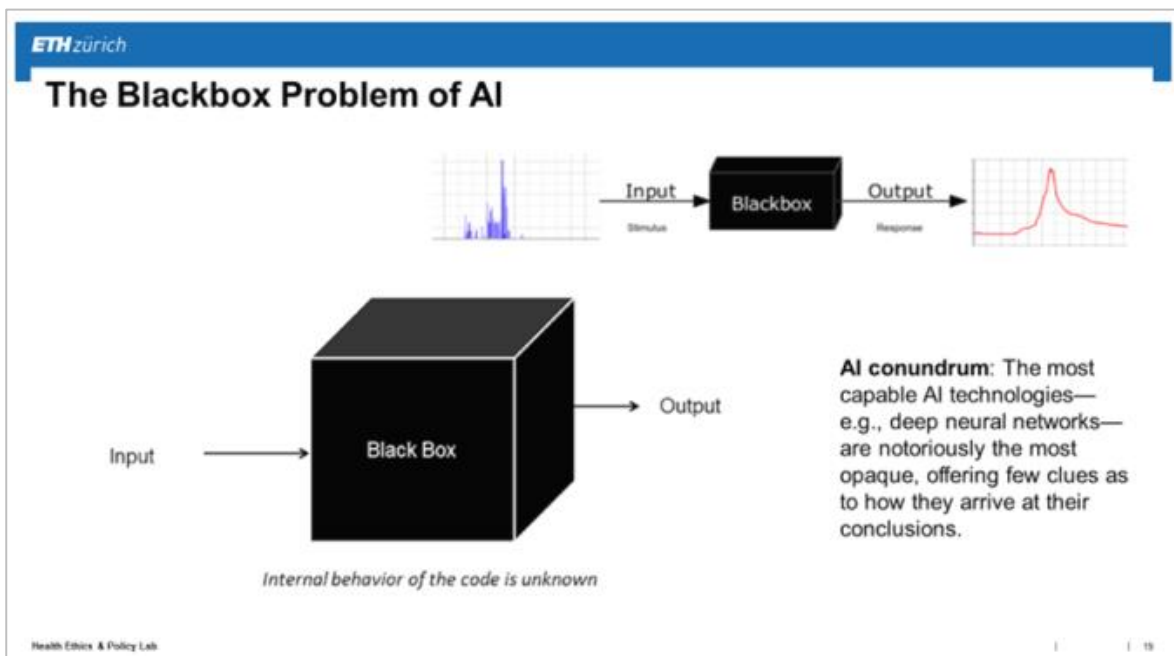 ETH zürich
The Blackbox Problem of AI
Input
Stimulus
Blackbox
Output
Response
Input
Black Box
Output
Internal behavior of the code is unknown
AI conundrum: The most
capable AI technologies—
e.g., deep neural networks—
are notoriously the most
opaque, offering few clues as
to how they arrive at their
conclusions.
Health Ethics & Policy Lab
| | 19